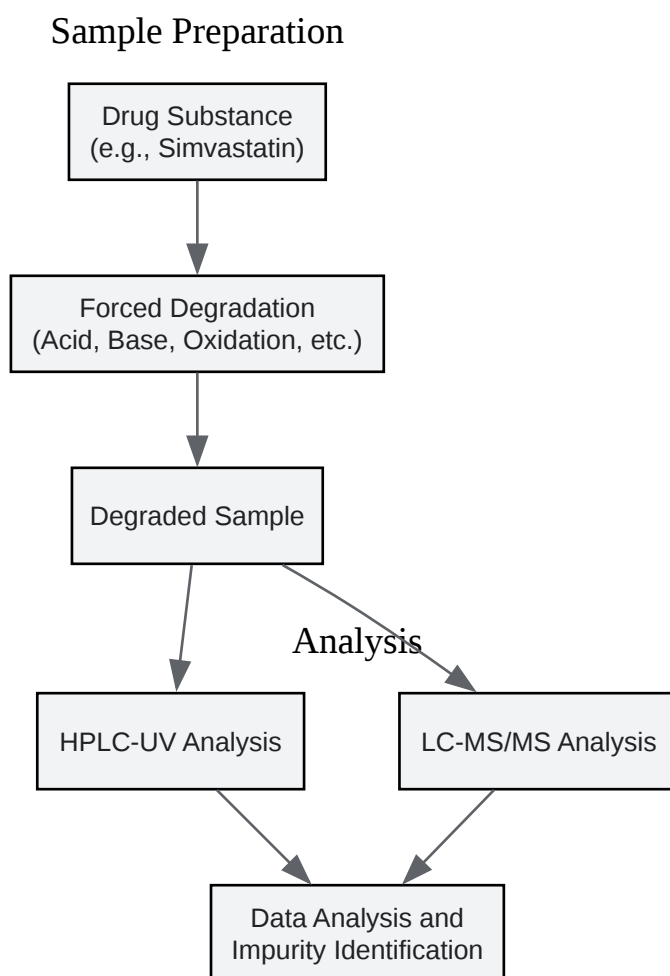 Sample Preparation
Drug Substance
(e.g., Simvastatin)
Forced Degradation
(Acid, Base, Oxidation, etc.)
Degraded Sample
Analysis
HPLC-UV Analysis
LC-MS/MS Analysis
Data Analysis and
Impurity Identification